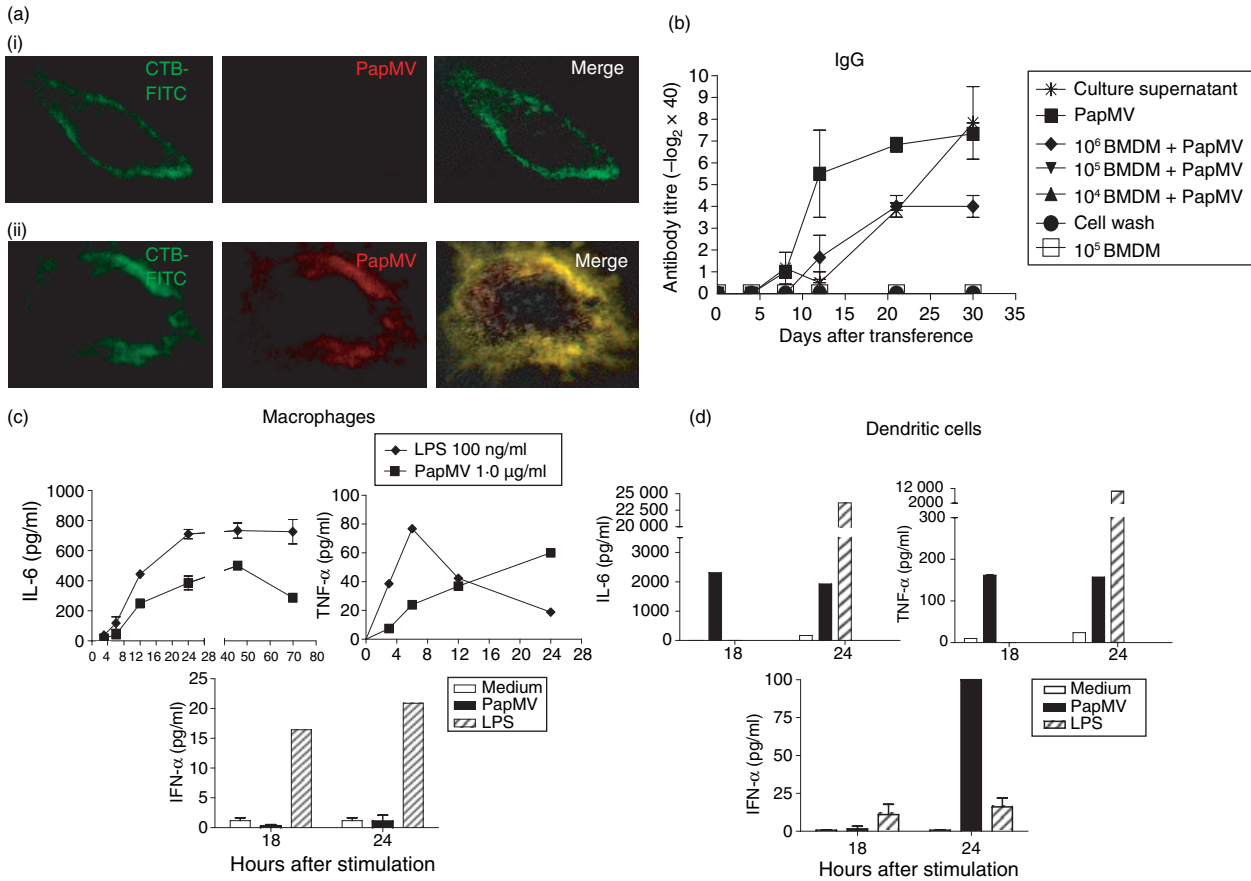 (a)
(i)
CTB-
FITC
PapMV
Merge
(ii)
CTB-
FITC
PapMV
Merge
(b)
IgG
Antibody titre (–log₂ × 40)
10
9
8
7
6
5
4
3
2
1
0
0 5 10 15 20 25 30 35
Days after transference
Culture supernatant
PapMV
10⁶ BMDM + PapMV
10⁵ BMDM + PapMV
10⁴ BMDM + PapMV
Cell wash
10⁵ BMDM
(c)
Macrophages
LPS 100 ng/ml
PapMV 1·0 µg/ml
IL-6 (pg/ml)
1000
800
600
400
200
0
0 4 8 12 16 20 24 28 40 50 60 70 80
TNF-α (pg/ml)
100
80
60
40
20
0
0 4 8 12 16 20 24 28
IFN-α (pg/ml)
25
20
15
10
5
0
18 24
Hours after stimulation
Medium
PapMV
LPS
(d)
Dendritic cells
IL-6 (pg/ml)
25 000
22 000
3000
2000
1000
0
18 24
TNF-α (pg/ml)
12 000
2000
300
200
100
0
18 24
IFN-α (pg/ml)
100
75
50
25
0
18 24
Hours after stimulation
Medium
PapMV
LPS